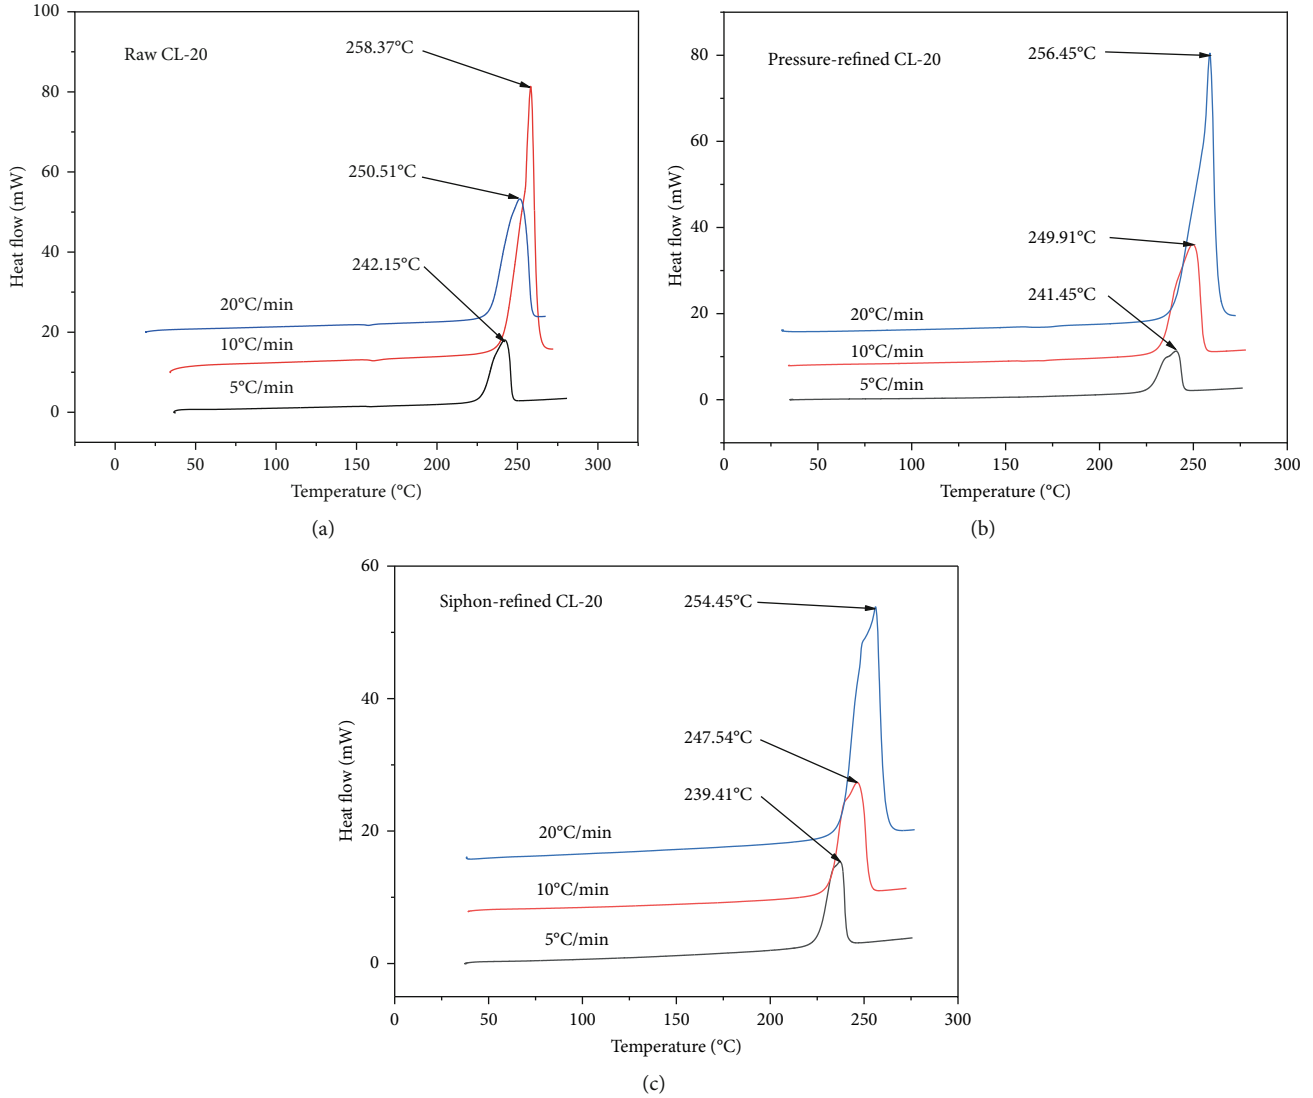 Raw CL-20
258.37°C
250.51°C
242.15°C
20°C/min
10°C/min
5°C/min
100
80
60
40
20
0
Heat flow (mW)
0 50 100 150 200 250 300
Temperature (°C)
(a)
Pressure-refined CL-20
256.45°C
249.91°C
241.45°C
20°C/min
10°C/min
5°C/min
80
60
40
20
0
Heat flow (mW)
0 50 100 150 200 250 300
Temperature (°C)
(b)
Siphon-refined CL-20
254.45°C
247.54°C
239.41°C
20°C/min
10°C/min
5°C/min
60
40
20
0
Heat flow (mW)
0 50 100 150 200 250 300
Temperature (°C)
(c)